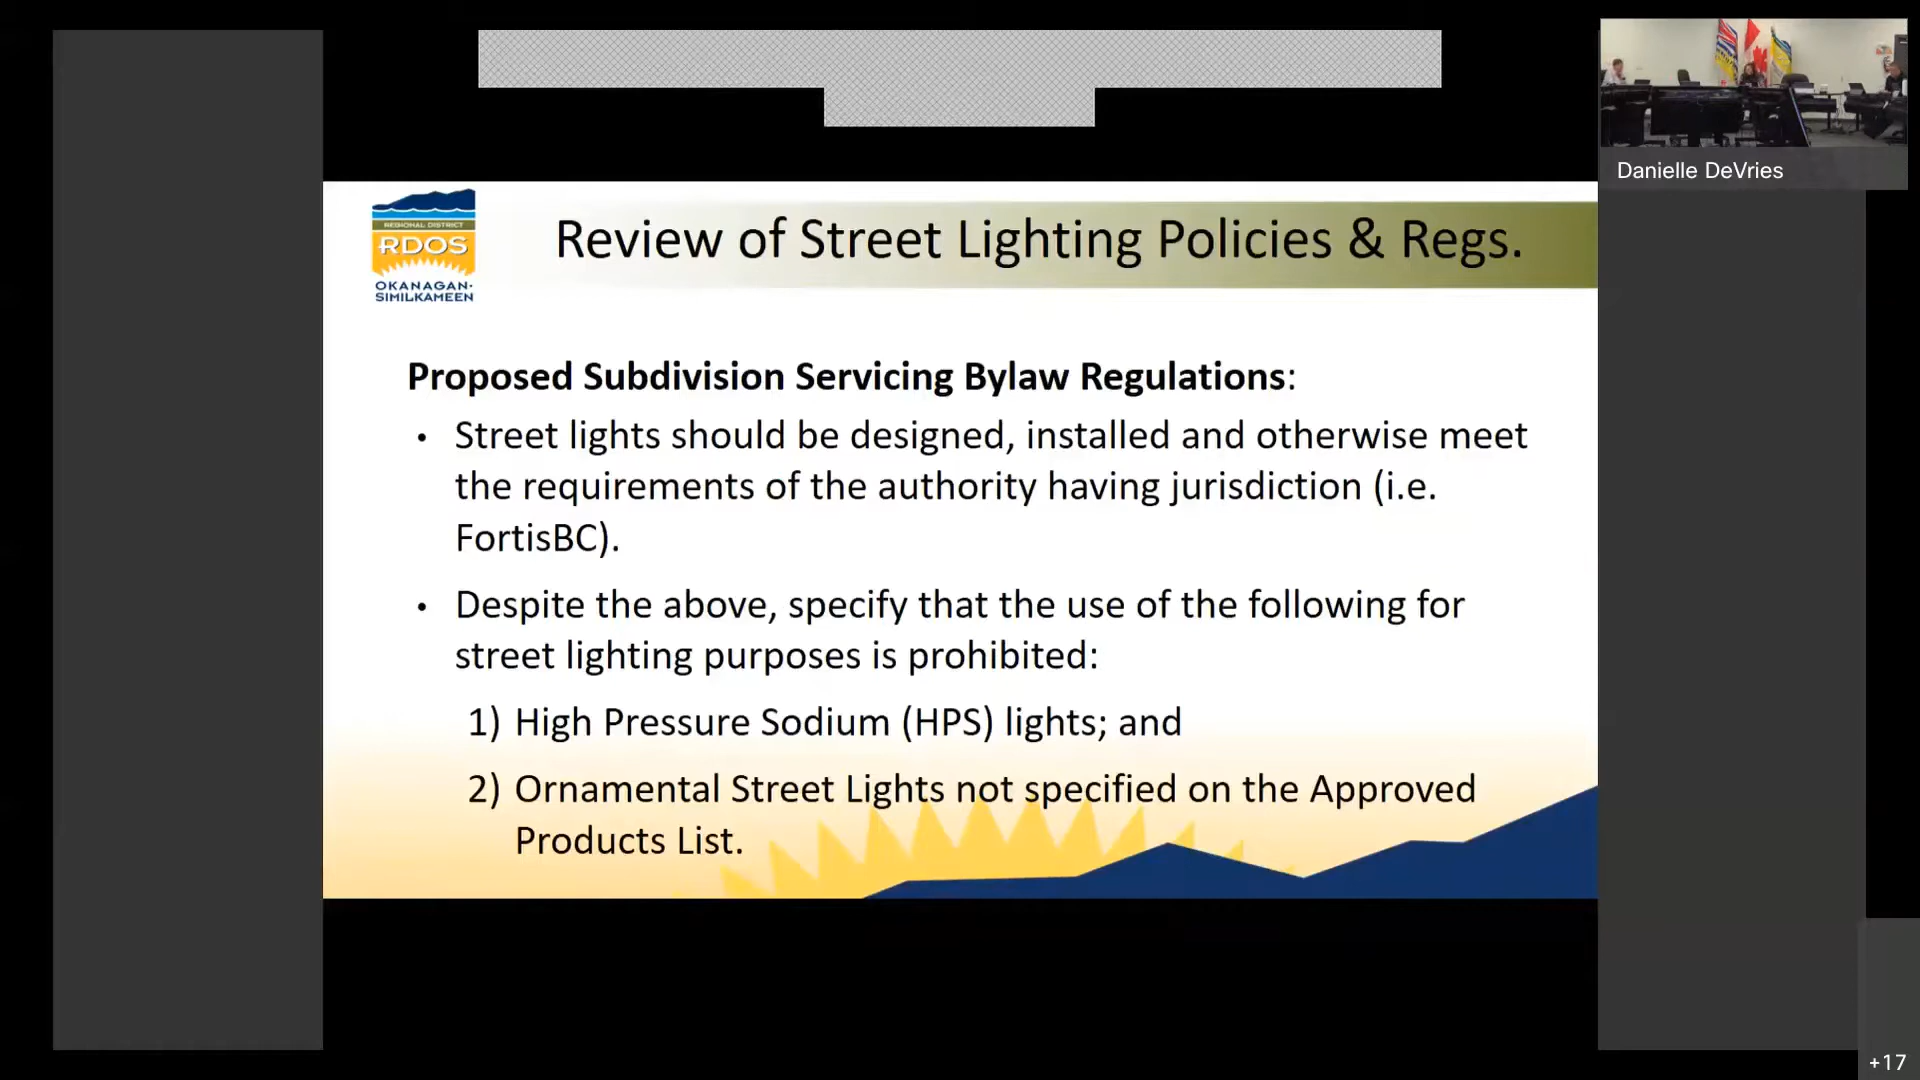 Danielle DeVries
REGIONAL DISTRICT
RDOS
OKANAGAN-
SIMILKAMEEN
Review of Street Lighting Policies & Regs.
Proposed Subdivision Servicing Bylaw Regulations:
• Street lights should be designed, installed and otherwise meet
the requirements of the authority having jurisdiction (i.e.
FortisBC).
• Despite the above, specify that the use of the following for
street lighting purposes is prohibited:
1) High Pressure Sodium (HPS) lights; and
2) Ornamental Street Lights not specified on the Approved
Products List.
+17